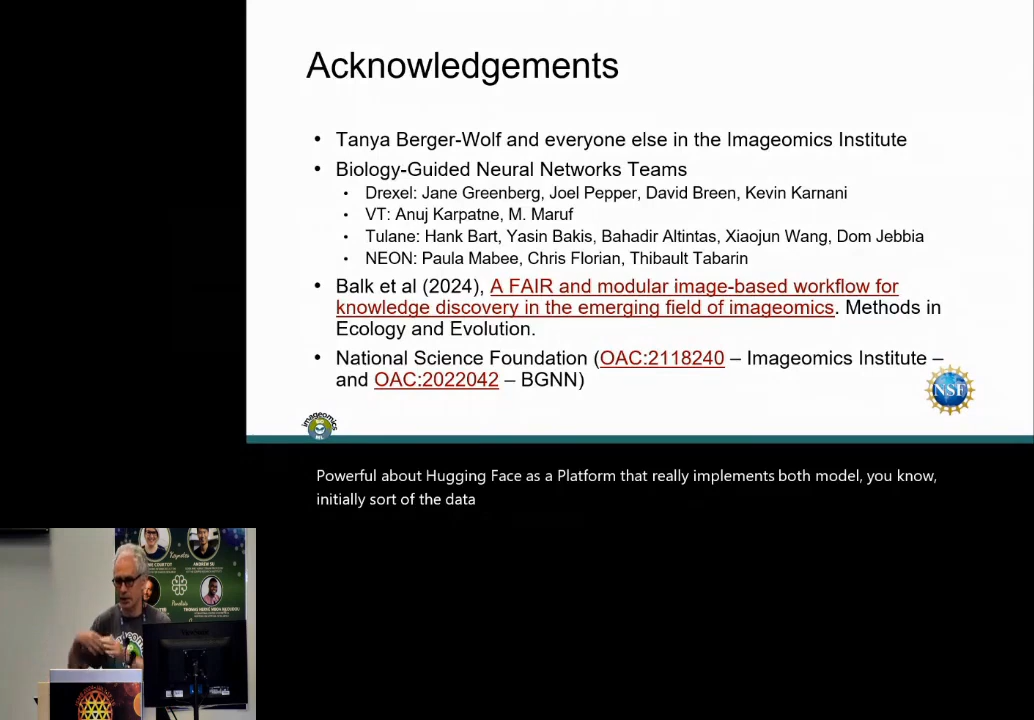 Acknowledgements
• Tanya Berger-Wolf and everyone else in the Imageomics Institute
• Biology-Guided Neural Networks Teams
• Drexel: Jane Greenberg, Joel Pepper, David Breen, Kevin Karnani
• VT: Anuj Karpatne, M. Maruf
• Tulane: Hank Bart, Yasin Bakis, Bahadir Altintas, Xiaojun Wang, Dom Jebbia
• NEON: Paula Mabee, Chris Florian, Thibault Tabarin
• Balk et al (2024), A FAIR and modular image-based workflow for
knowledge discovery in the emerging field of imageomics. Methods in
Ecology and Evolution.
• National Science Foundation (OAC:2118240 – Imageomics Institute –
and OAC:2022042 – BGNN)
NSF
imageomics
Powerful about Hugging Face as a Platform that really implements both model, you know,
initially sort of the data
Keynotes
ANDREW SU